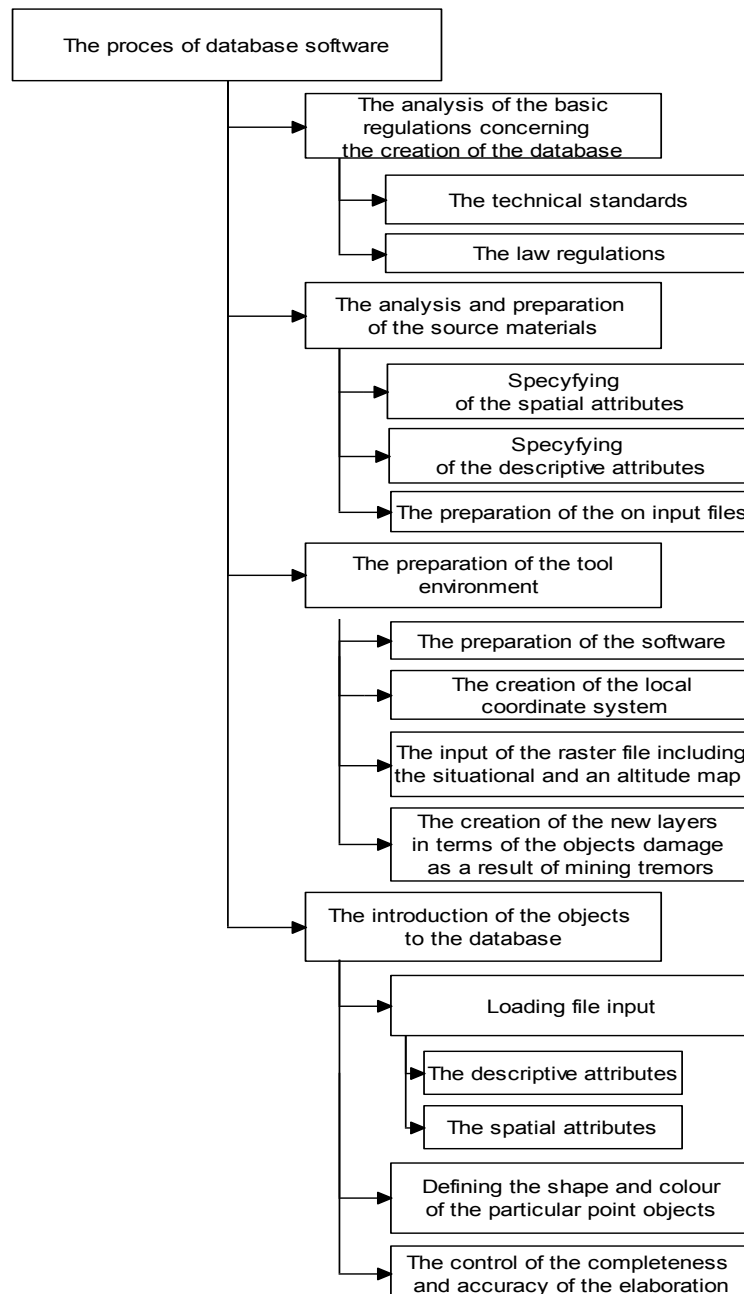 The proces of database software
The analysis of the basic
regulations concerning
the creation of the database
The technical standards
The law regulations
The analysis and preparation
of the source materials
Specyfying
of the spatial attributes
Specyfying
of the descriptive attributes
The preparation of the on input files
The preparation of the tool
environment
The preparation of the software
The creation of the local
coordinate system
The input of the raster file including
the situational and an altitude map
The creation of the new layers
in terms of the objects damage
as a result of mining tremors
The introduction of the objects
to the database
Loading file input
The descriptive attributes
The spatial attributes
Defining the shape and colour
of the particular point objects
The control of the completeness
and accuracy of the elaboration